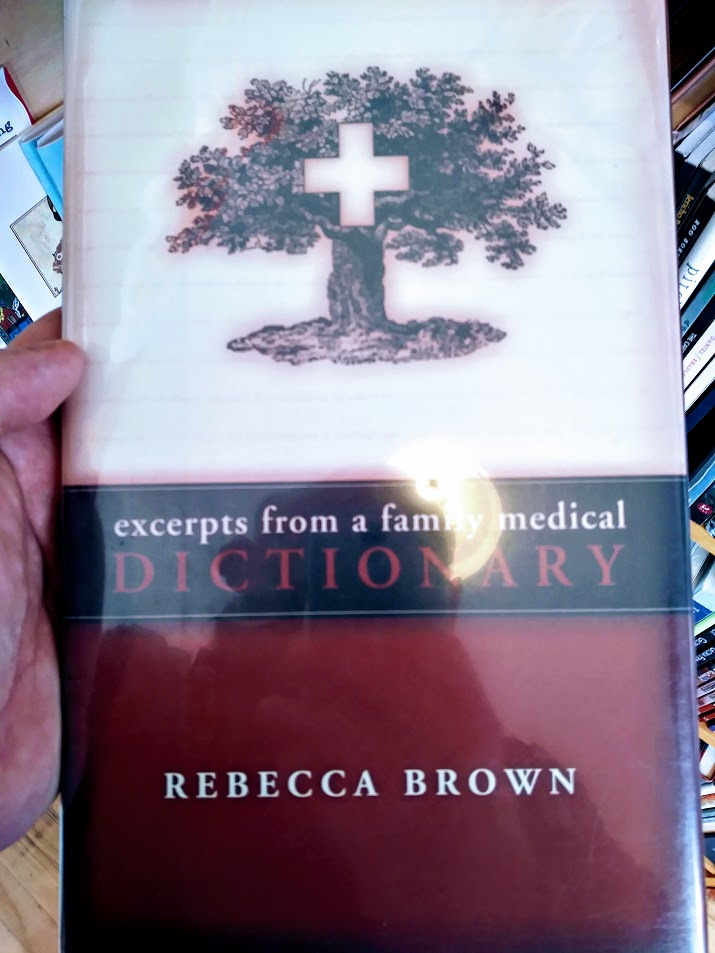 excerpts from a family medical
DICTIONARY
REBECCA BROWN